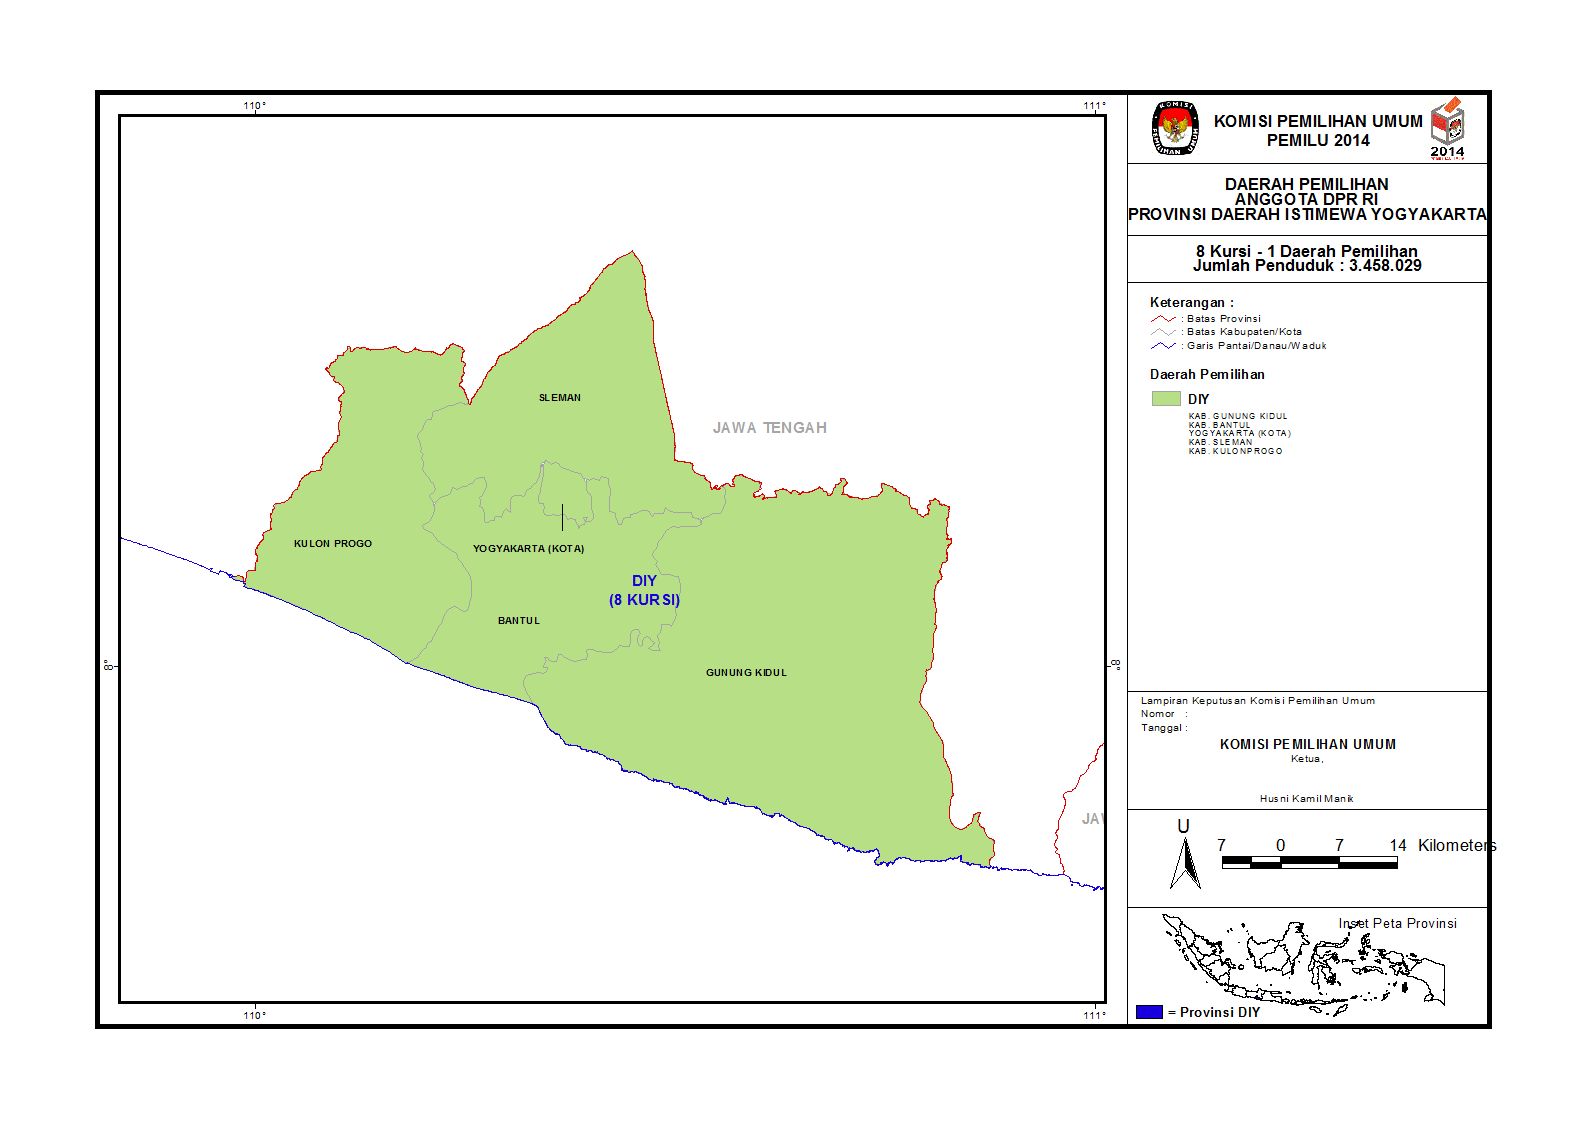 110°
111°
SLEMAN
JAWA TENGAH
KULON PROGO
YOGYAKARTA (KOTA)
DIY
(8 KURSI)
BANTUL
GUNUNG KIDUL
8°
8°
JAW
110°
111°
KOMISI
PEMILIHAN UMUM
KOMISI PEMILIHAN UMUM
PEMILU 2014
2014
DAERAH PEMILIHAN
ANGGOTA DPR RI
PROVINSI DAERAH ISTIMEWA YOGYAKARTA
8 Kursi - 1 Daerah Pemilihan
Jumlah Penduduk : 3.458.029
Keterangan :
: Batas Provinsi
: Batas Kabupaten/Kota
: Garis Pantai/Danau/Waduk
Daerah Pemilihan
DIY
KAB. GUNUNG KIDUL
KAB. BANTUL
YOGYAKARTA (KOTA)
KAB. SLEMAN
KAB. KULONPROGO
Lampiran Keputusan Komisi Pemilihan Umum
Nomor :
Tanggal :
KOMISI PEMILIHAN UMUM
Ketua,
Husni Kamil Manik
U
7 0 7 14 Kilometers
Inset Peta Provinsi
= Provinsi DIY